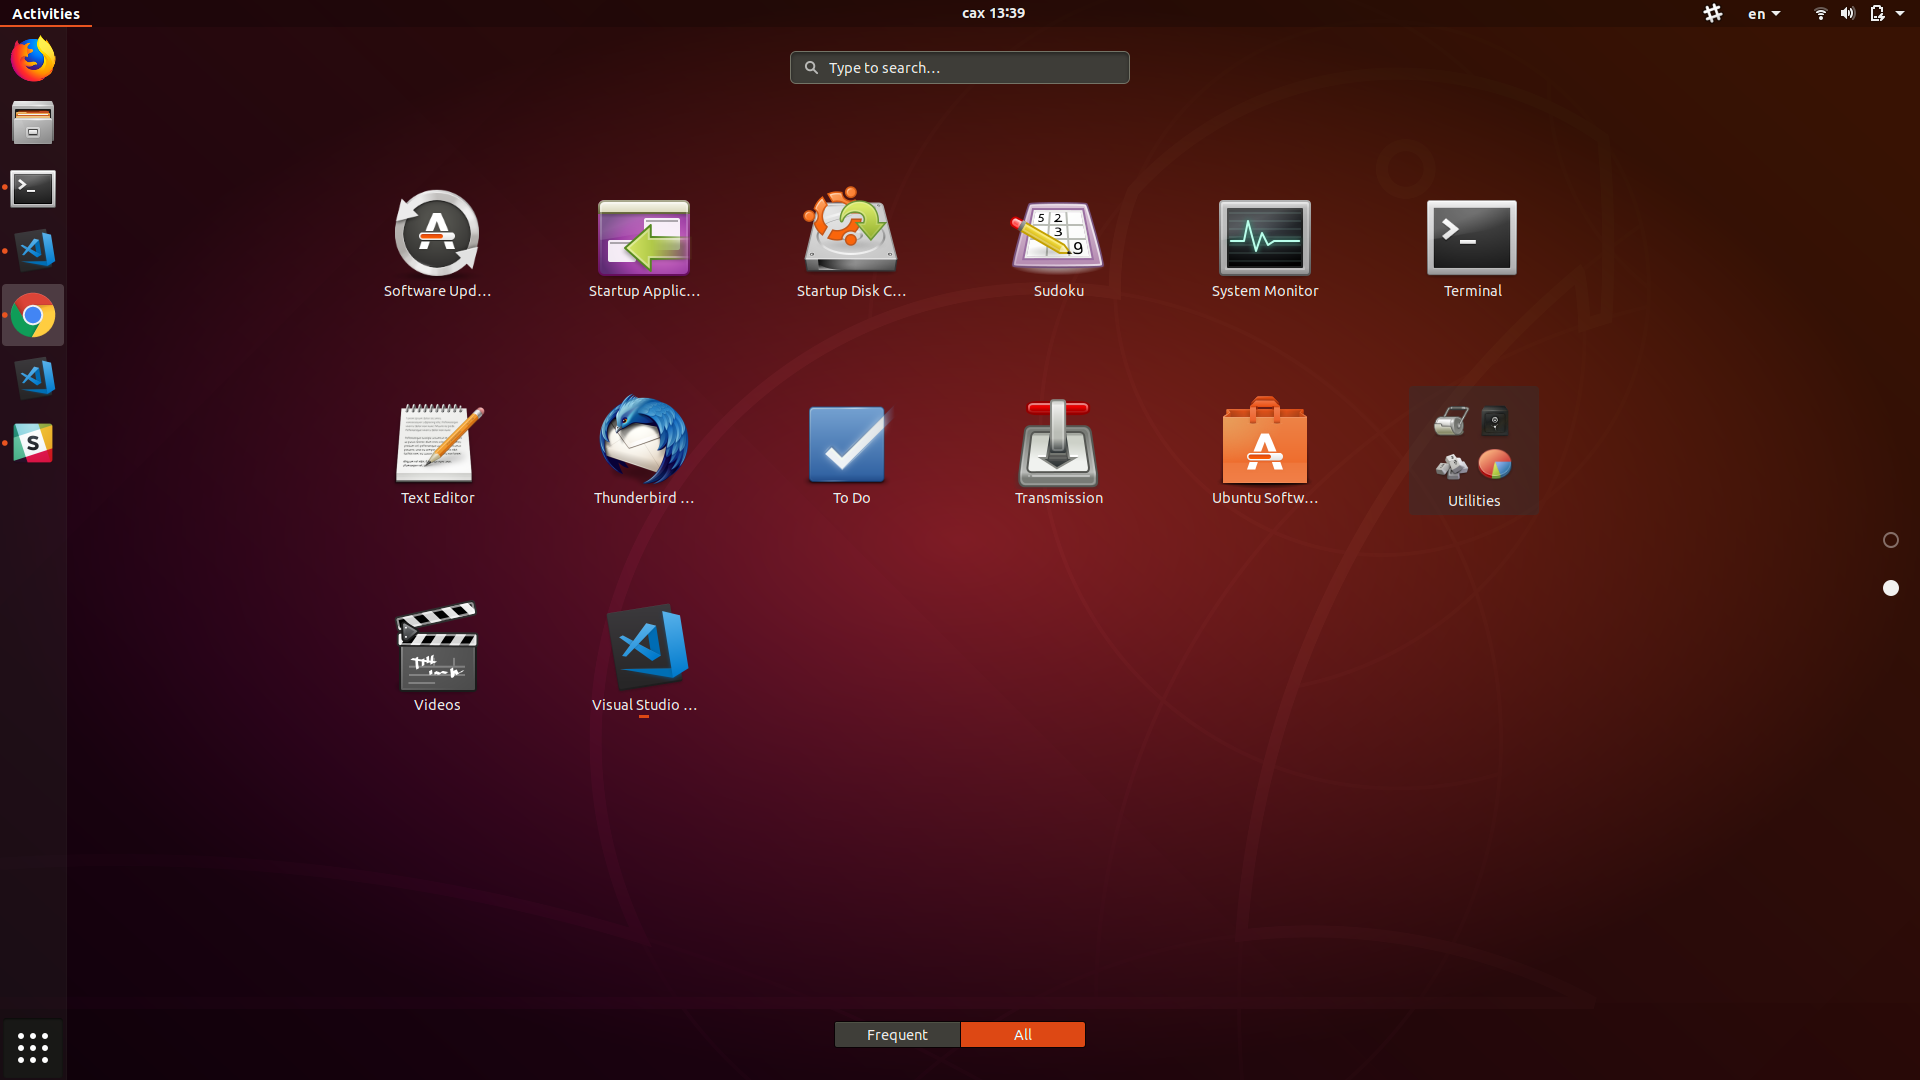 Activities
сах 13:39
en
Type to search…
Software Upd…
Startup Applic…
Startup Disk C…
Sudoku
System Monitor
Terminal
Text Editor
Thunderbird …
To Do
Transmission
Ubuntu Softw…
Utilities
Videos
Visual Studio …
Frequent
All